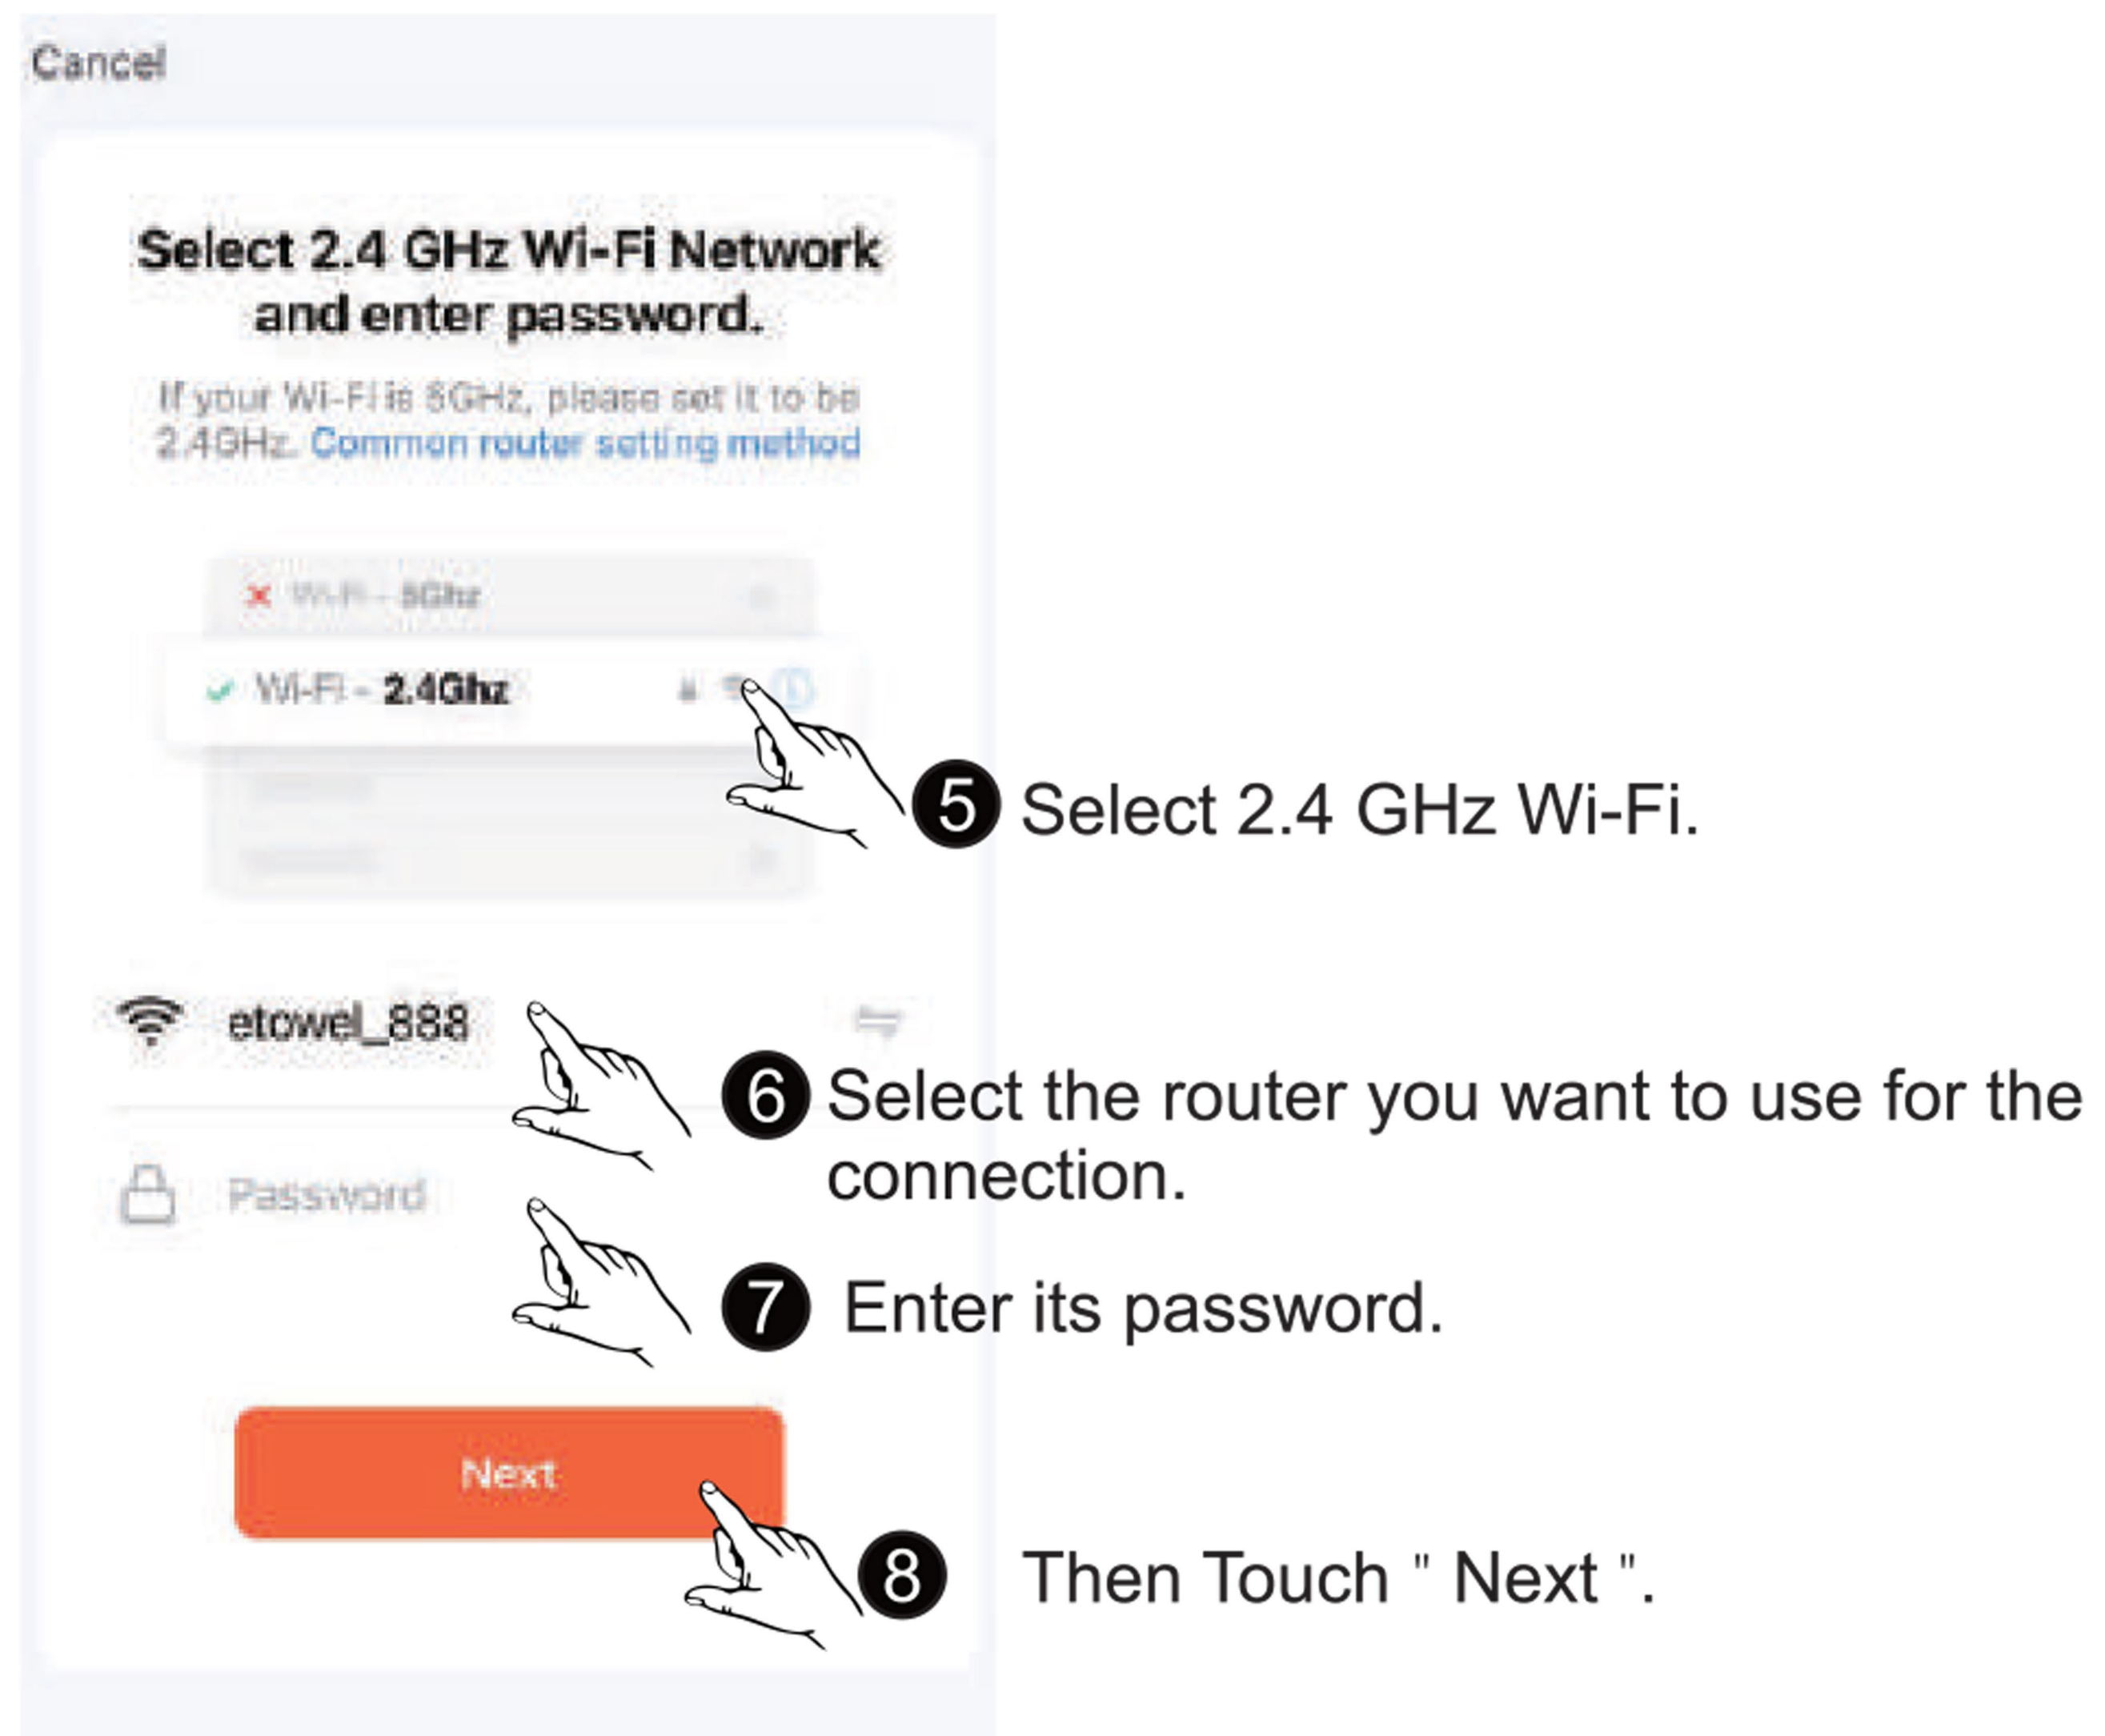 Cancel
Select 2.4 GHz Wi-Fi Network
and enter password.
If your Wi-Fi is 5GHz, please set it to be
2.4GHz. Common router setting method
Wi-Fi - 5Ghz
Wi-Fi - 2.4Ghz
5 Select 2.4 GHz Wi-Fi.
etowel_888
6 Select the router you want to use for the
connection.
Password
7 Enter its password.
Next
8 Then Touch " Next ".